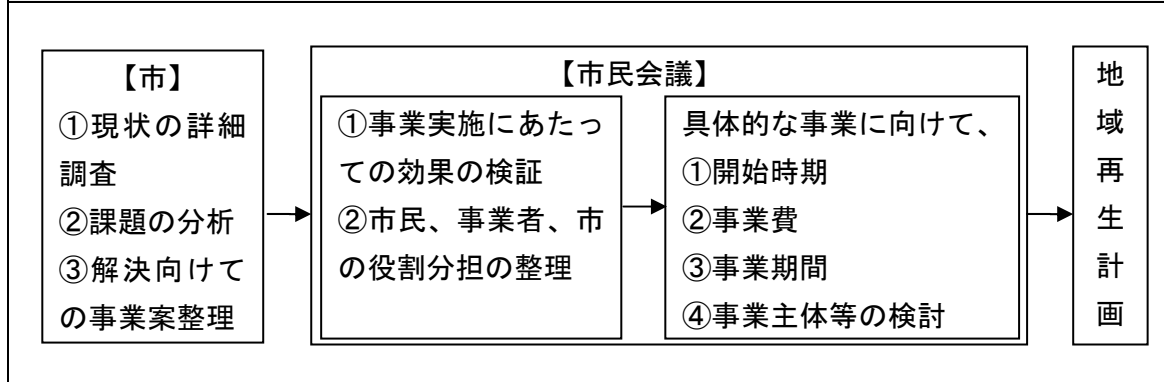 【市】
①現状の詳細
調査
②課題の分析
③解決向けて
の事業案整理
【市民会議】
①事業実施にあたっ
ての効果の検証
②市民、事業者、市
の役割分担の整理
具体的な事業に向けて、
①開始時期
②事業費
③事業期間
④事業主体等の検討
地域再生計画